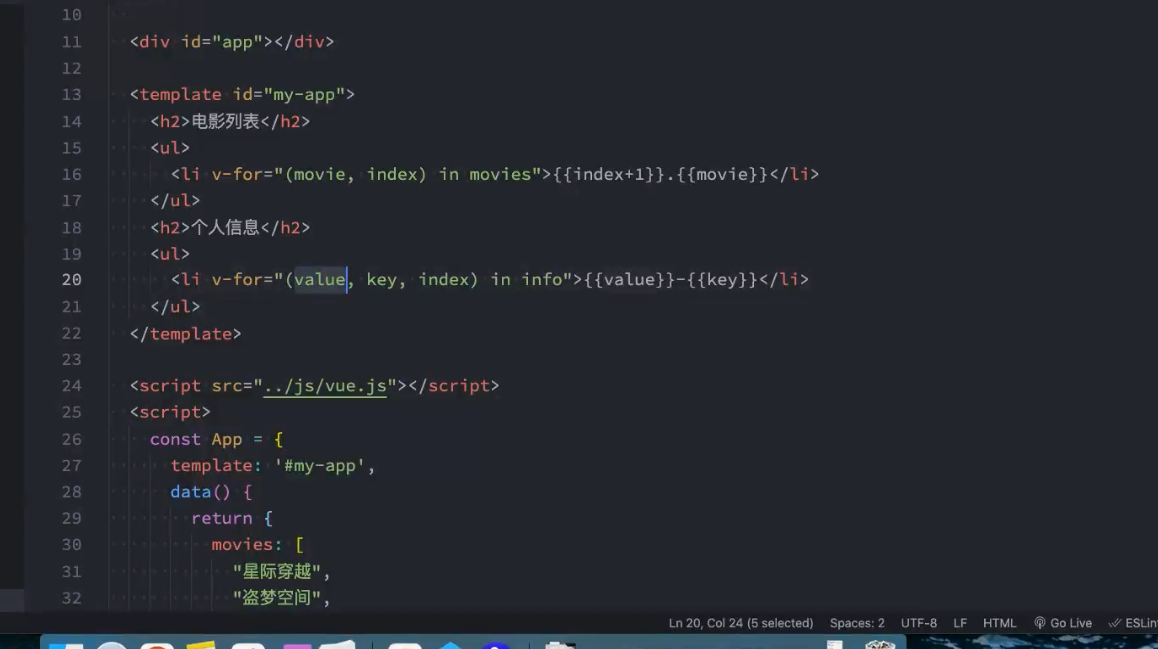 10
11 <div id="app"></div>
12
13 <template id="my-app">
14 <h2>电影列表</h2>
15 <ul>
16 <li v-for="(movie, index) in movies">{{index+1}}.{{movie}}</li>
17 </ul>
18 <h2>个人信息</h2>
19 <ul>
20 <li v-for="(value, key, index) in info">{{value}}-{{key}}</li>
21 </ul>
22 </template>
23
24 <script src="../js/vue.js"></script>
25 <script>
26 const App = {
27 template: '#my-app',
28 data() {
29 return {
30 movies: [
31 "星际穿越",
32 "盗梦空间",
Ln 20, Col 24 (5 selected) Spaces: 2 UTF-8 LF HTML Go Live ESLin